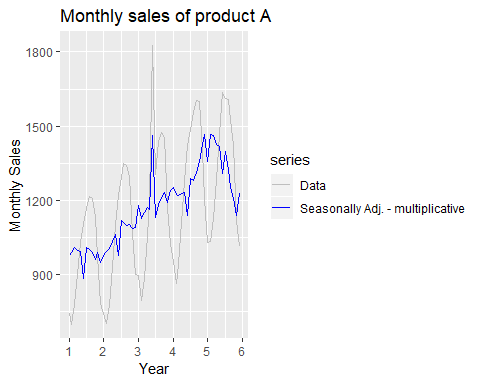 Monthly sales of product A
1800
1500
1200
900
Monthly Sales
1 2 3 4 5 6
Year
series
Data
Seasonally Adj. - multiplicative